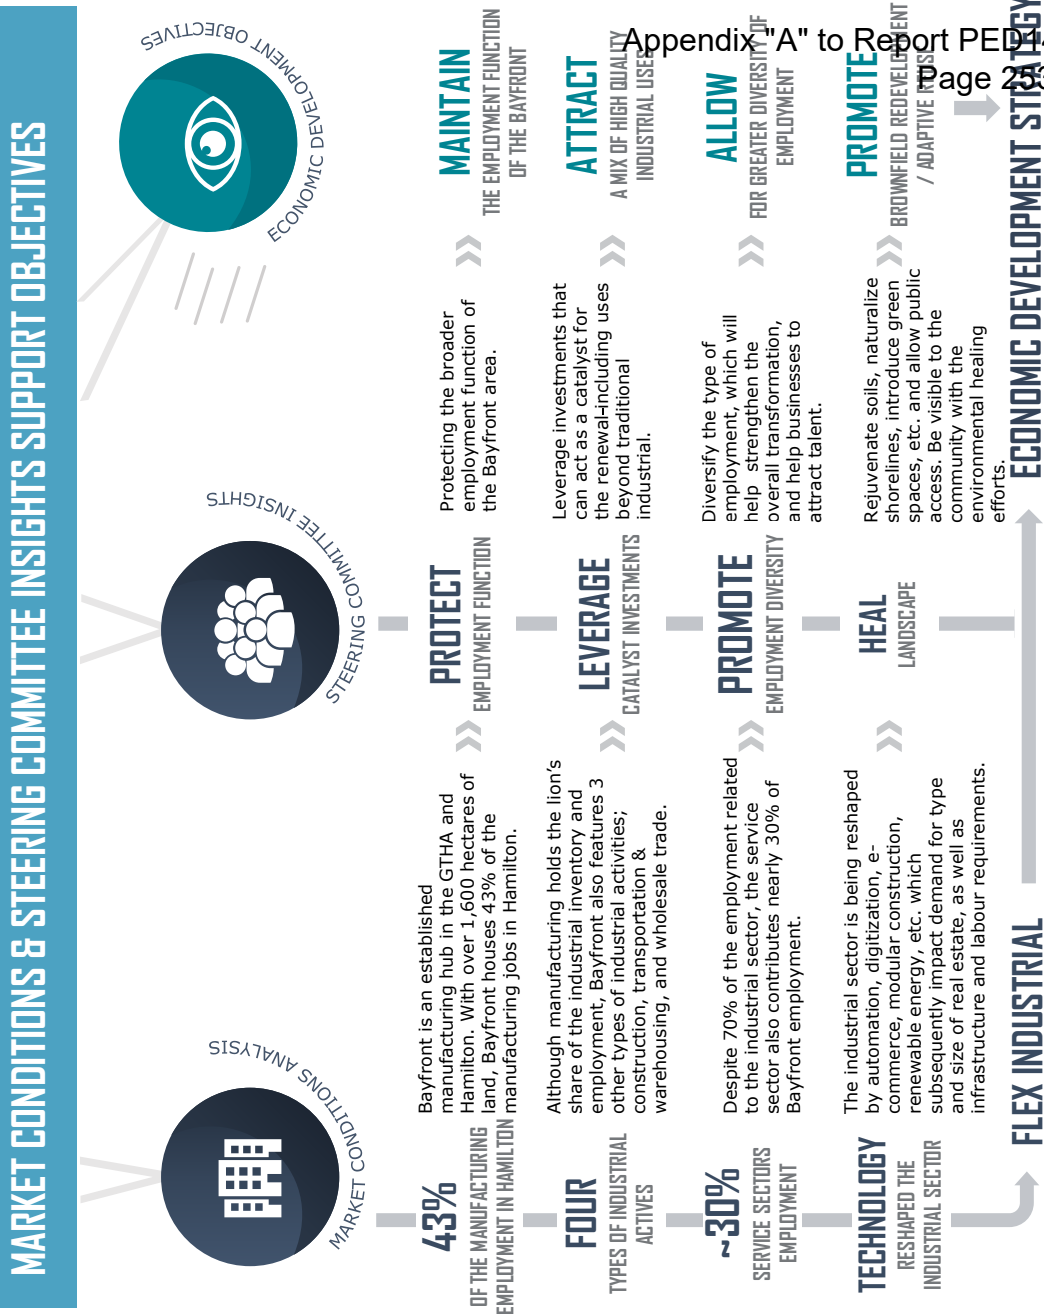 Appendix "A" to Report PED14
Page 253
MARKET CONDITIONS & STEERING COMMITTEE INSIGHTS SUPPORT OBJECTIVES
MARKET CONDITIONS ANALYSIS
43%
OF THE MANUFACTURING
EMPLOYMENT IN HAMILTON
Bayfront is an established
manufacturing hub in the GTHA and
Hamilton. With over 1,600 hectares of
land, Bayfront houses 43% of the
manufacturing jobs in Hamilton.
FOUR
TYPES OF INDUSTRIAL
ACTIVES
Although manufacturing holds the lion's
share of the industrial inventory and
employment, Bayfront also features 3
other types of industrial activities;
construction, transportation &
warehousing, and wholesale trade.
~30%
SERVICE SECTORS
EMPLOYMENT
Despite 70% of the employment related
to the industrial sector, the service
sector also contributes nearly 30% of
Bayfront employment.
TECHNOLOGY
RESHAPED THE
INDUSTRIAL SECTOR
The industrial sector is being reshaped
by automation, digitization, e-
commerce, modular construction,
renewable energy, etc. which
subsequently impact demand for type
and size of real estate, as well as
infrastructure and labour requirements.
FLEX INDUSTRIAL
STEERING COMMITTEE INSIGHTS
PROTECT
EMPLOYMENT FUNCTION
Protecting the broader
employment function of
the Bayfront area.
LEVERAGE
CATALYST INVESTMENTS
Leverage investments that
can act as a catalyst for
the renewal-including uses
beyond traditional
industrial.
PROMOTE
EMPLOYMENT DIVERSITY
Diversify the type of
employment, which will
help  strengthen the
overall transformation,
and help businesses to
attract talent.
HEAL
LANDSCAPE
Rejuvenate soils, naturalize
shorelines, introduce green
spaces, etc. and allow public
access. Be visible to the
community with the
environmental healing
efforts.
ECONOMIC DEVELOPMENT OBJECTIVES
MAINTAIN
THE EMPLOYMENT FUNCTION
OF THE BAYFRONT
ATTRACT
A MIX OF HIGH QUALITY
INDUSTRIAL USES
ALLOW
FOR GREATER DIVERSITY OF
EMPLOYMENT
PROMOTE
BROWNFIELD REDEVELOPMENT
/ ADAPTIVE REUSE
ECONOMIC DEVELOPMENT STRATEGY